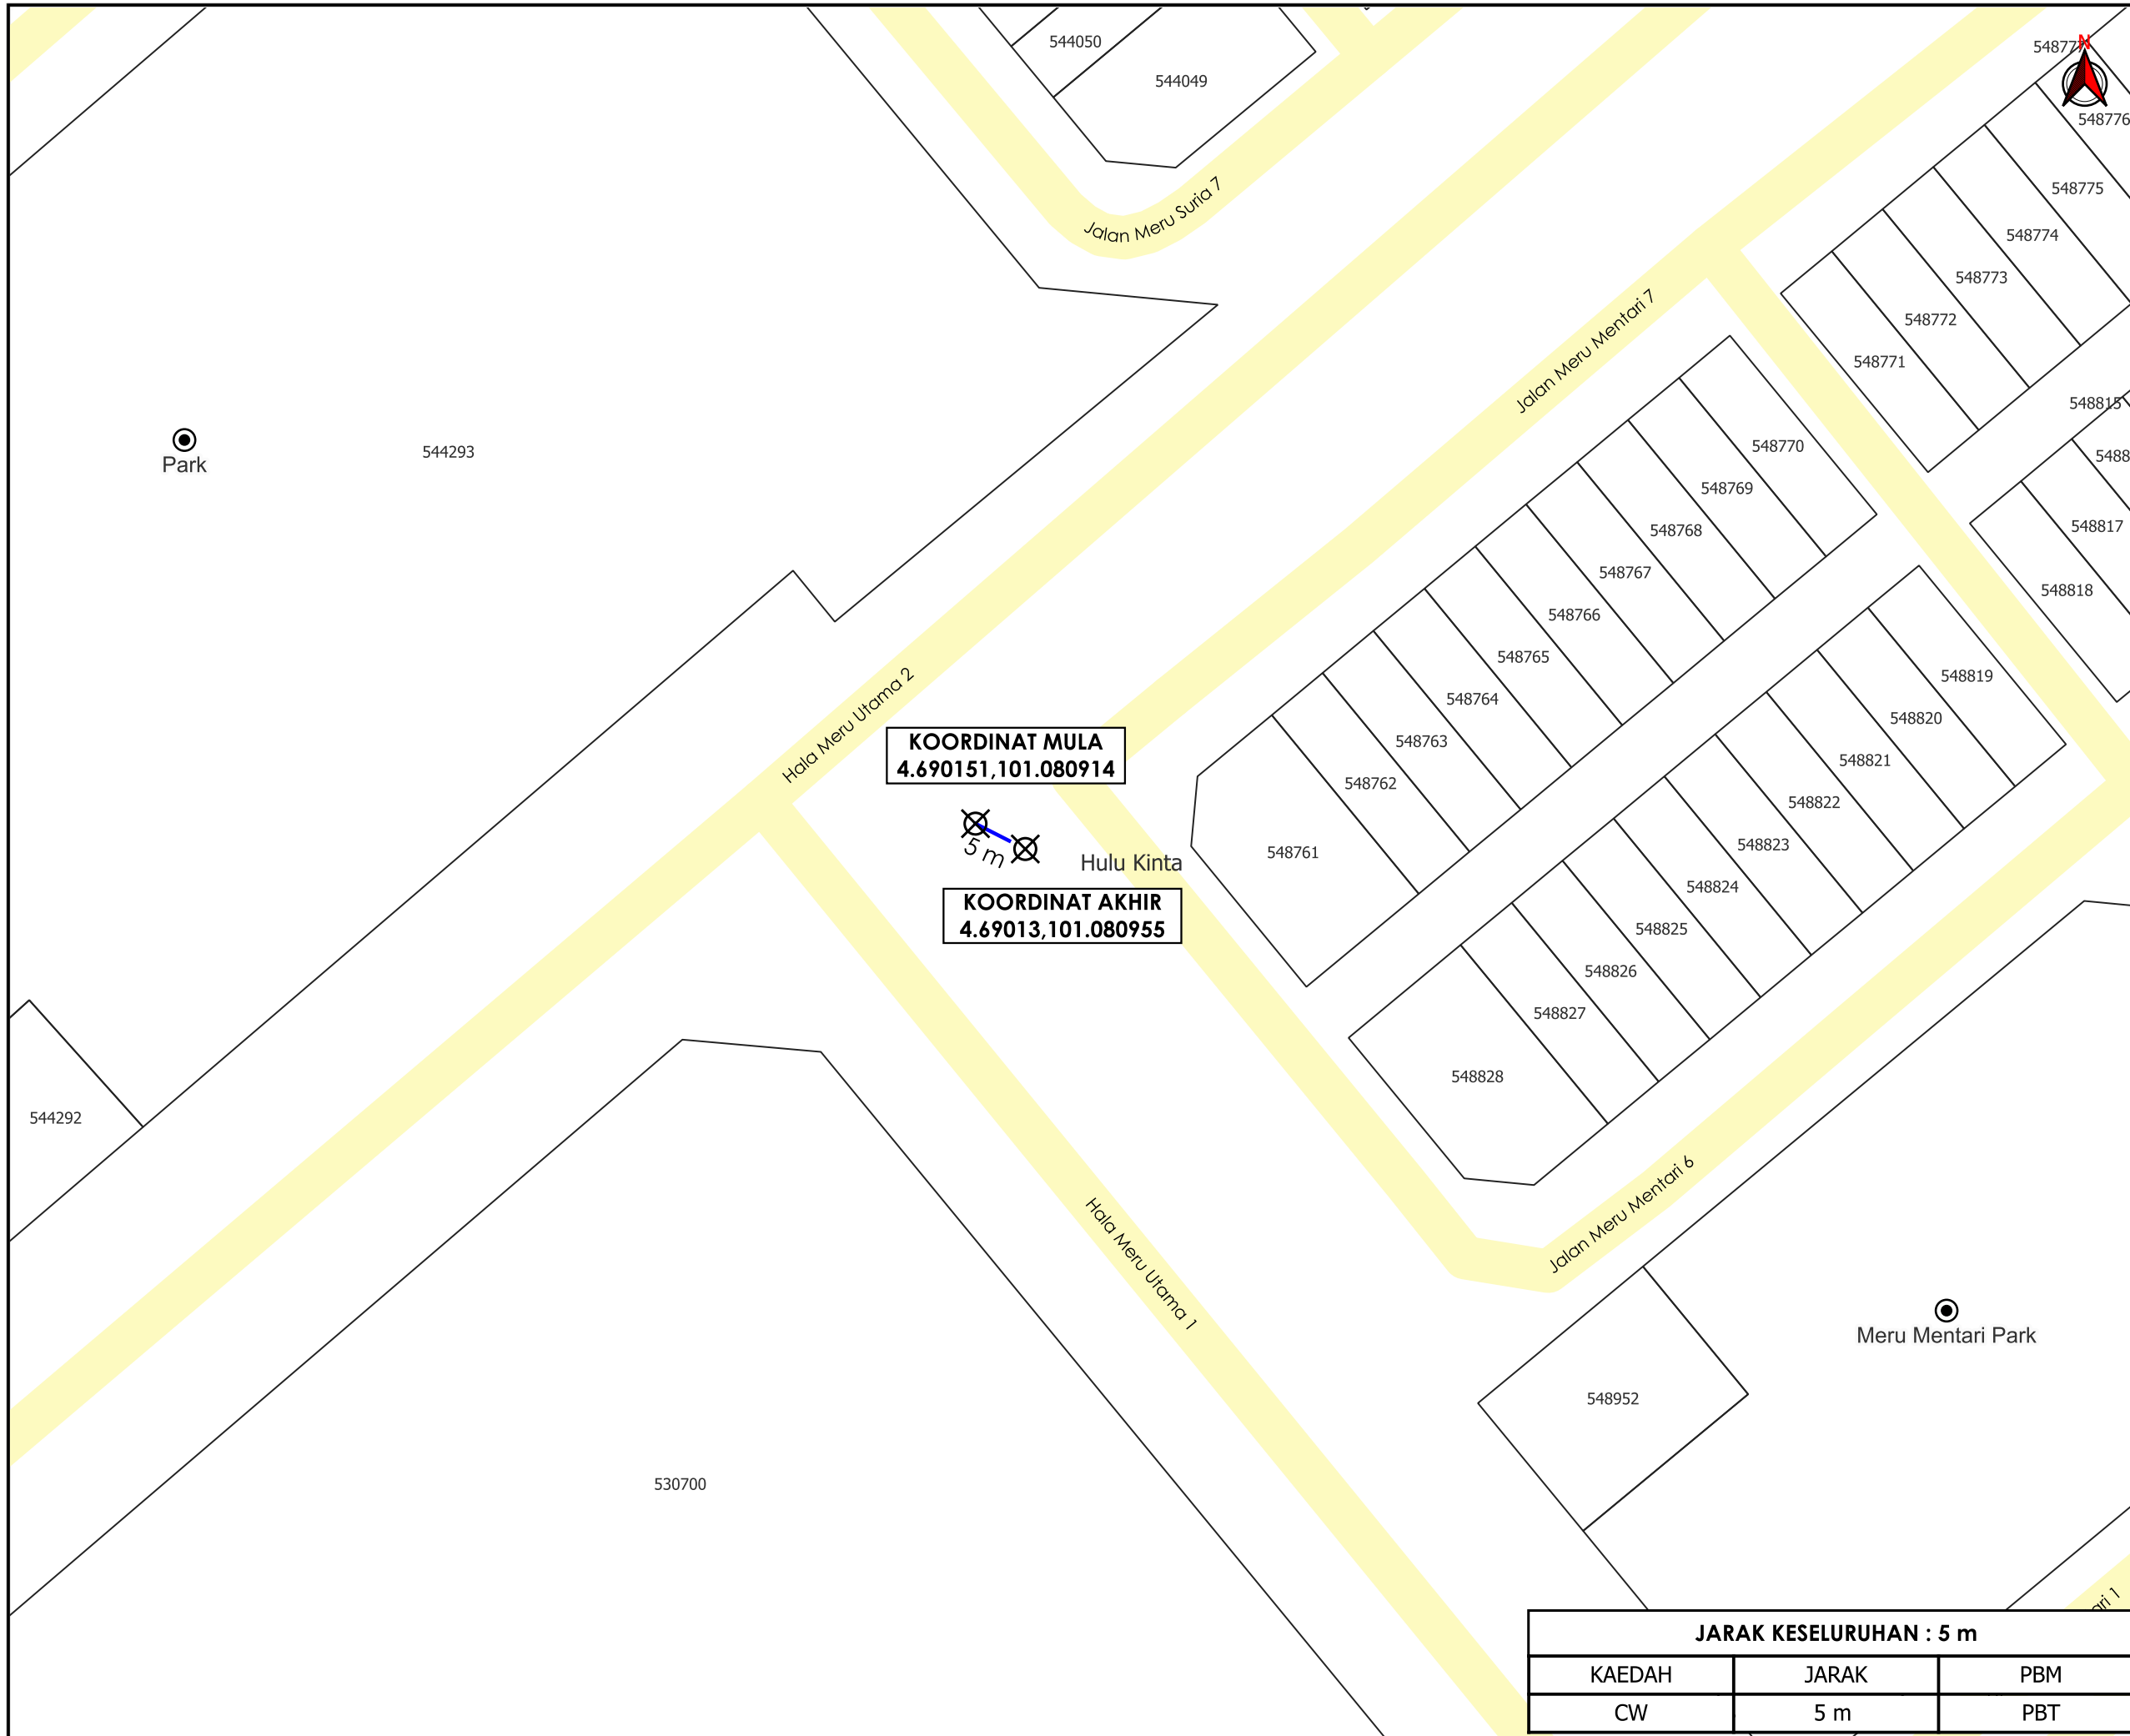 544050
544049
N
548776
548775
548774
548773
548772
548771
Jalan Meru Suria 7
Jalan Meru Mentari 7
548815
548817
548818
Park
544293
548770
548769
548768
548767
548766
548765
548764
548763
548762
548761
Hala Meru Utama 2
KOORDINAT MULA
4.690151,101.080914
5 m
Hulu Kinta
KOORDINAT AKHIR
4.69013,101.080955
548819
548820
548821
548822
548823
548824
548825
548826
548827
548828
544292
Hala Meru Utama 1
Jalan Meru Mentari 6
Meru Mentari Park
548952
530700
JARAK KESELURUHAN : 5 m
KAEDAH JARAK PBM
CW 5 m PBT